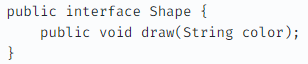 public interface Shape {
    public void draw(String color);
}